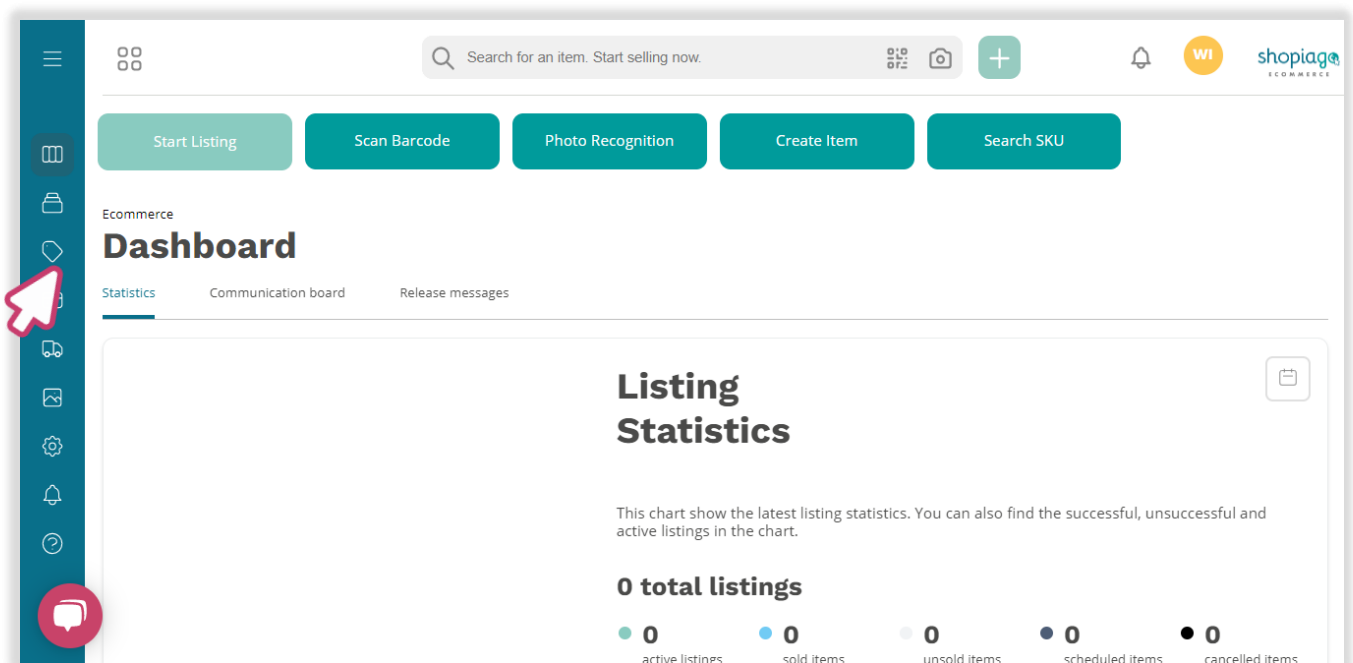 Search for an item. Start selling now.
WI
shopiago
ECOMMERCE
Start Listing
Scan Barcode
Photo Recognition
Create Item
Search SKU
Ecommerce
Dashboard
Statistics
Communication board
Release messages
Listing
Statistics
This chart show the latest listing statistics. You can also find the successful, unsuccessful and
active listings in the chart.
0 total listings
0
active listings
0
sold items
0
unsold items
0
scheduled items
0
cancelled items